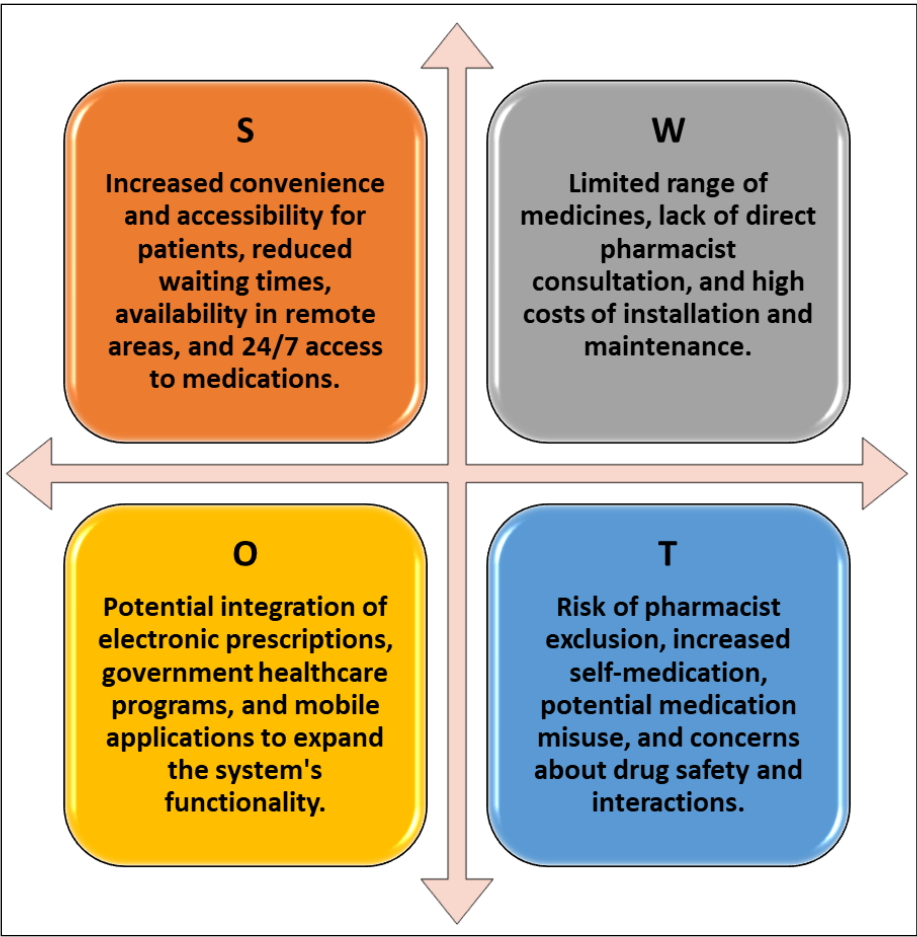 S
Increased convenience
and accessibility for
patients, reduced
waiting times,
availability in remote
areas, and 24/7 access
to medications.
W
Limited range of
medicines, lack of direct
pharmacist
consultation, and high
costs of installation and
maintenance.
O
Potential integration of
electronic prescriptions,
government healthcare
programs, and mobile
applications to expand
the system's
functionality.
T
Risk of pharmacist
exclusion, increased
self-medication,
potential medication
misuse, and concerns
about drug safety and
interactions.